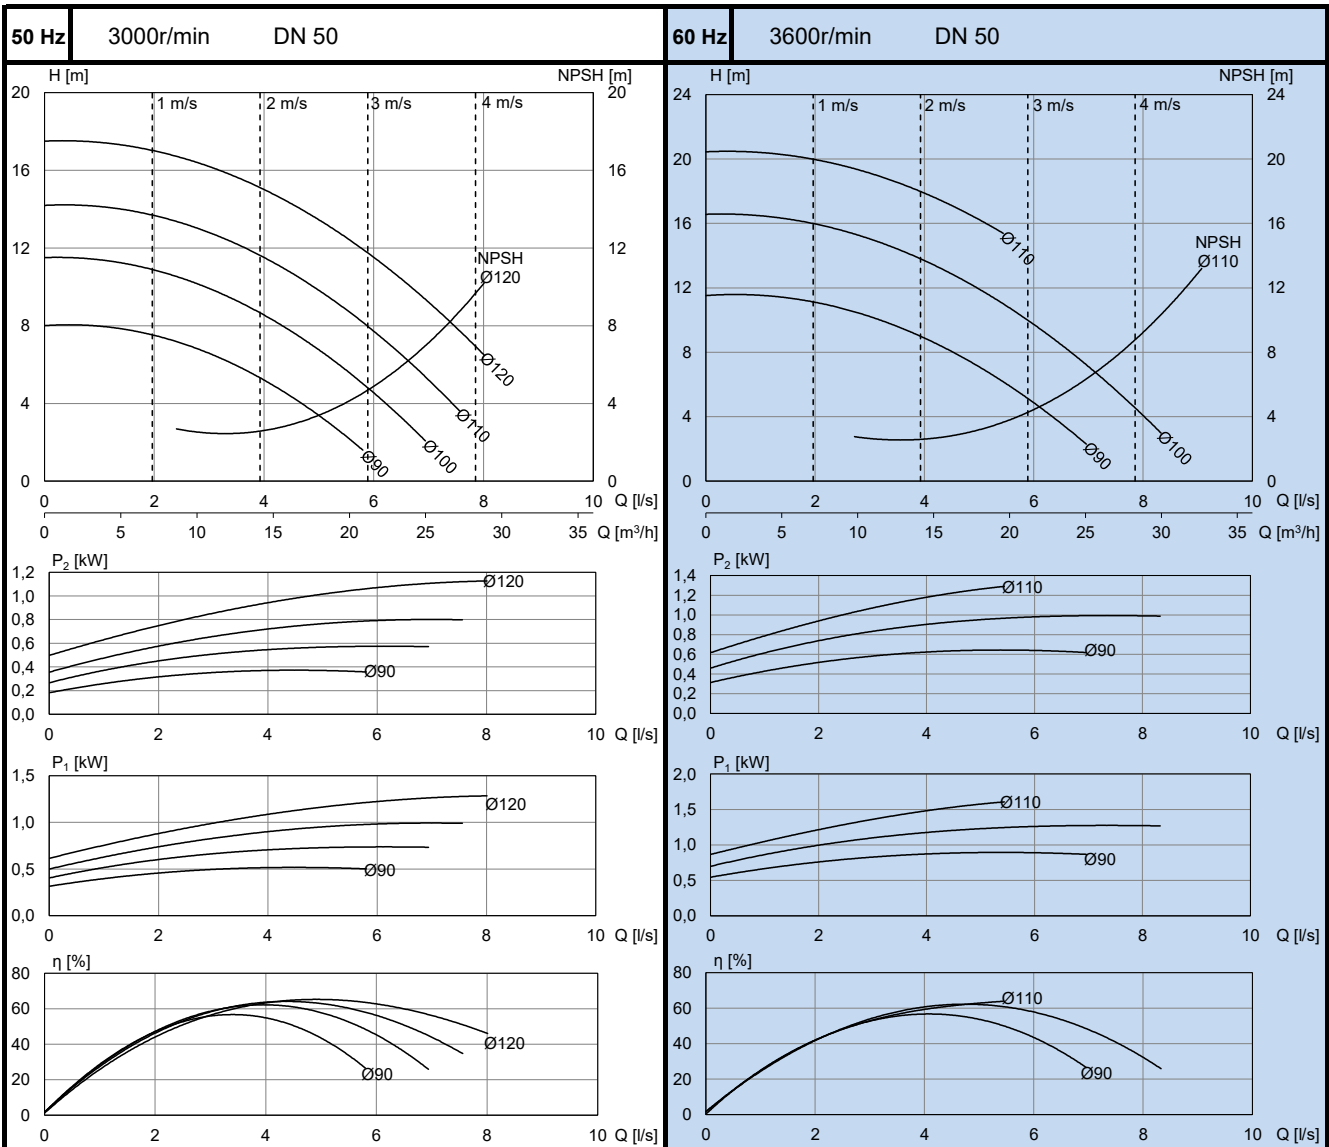 50 Hz 3000r/min DN 50
H [m] NPSH [m]
20 1 m/s 2 m/s 3 m/s 4 m/s 20
16 16
12 12
NPSH
Ø120
8 8
Ø120
4 4
Ø110
Ø100
Ø90
0 0
0 2 4 6 8 10 Q [l/s]
0 5 10 15 20 25 30 35 Q [m³/h]
P₂ [kW]
1,2 Ø120
1,0
0,8
0,6
0,4 Ø90
0,2
0,0
0 2 4 6 8 10 Q [l/s]
P₁ [kW]
1,5
Ø120
1,0
0,5 Ø90
0,0
0 2 4 6 8 10 Q [l/s]
η [%]
80
60
40 Ø120
20 Ø90
0
0 2 4 6 8 10 Q [l/s]
60 Hz 3600r/min DN 50
H [m] NPSH [m]
24 1 m/s 2 m/s 3 m/s 4 m/s 24
20 20
16 16
Ø110
NPSH
Ø110
12 12
8 8
4 4
Ø100
Ø90
0 0
0 2 4 6 8 10 Q [l/s]
0 5 10 15 20 25 30 35 Q [m³/h]
P₂ [kW]
1,4
1,2 Ø110
1,0
0,8
0,6 Ø90
0,4
0,2
0,0
0 2 4 6 8 10 Q [l/s]
P₁ [kW]
2,0
1,5 Ø110
1,0
Ø90
0,5
0,0
0 2 4 6 8 10 Q [l/s]
η [%]
80
60 Ø110
40
20 Ø90
0
0 2 4 6 8 10 Q [l/s]